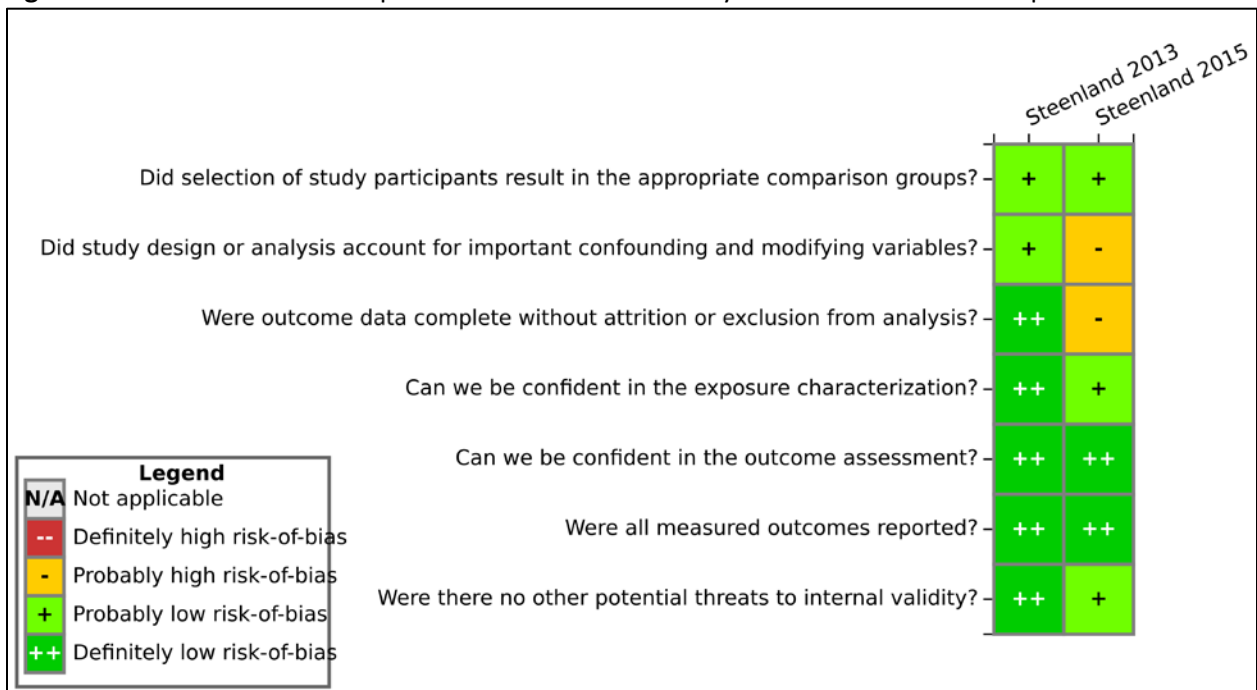 Steenland 2013
Steenland 2015
Did selection of study participants result in the appropriate comparison groups? + +
Did study design or analysis account for important confounding and modifying variables? + -
Were outcome data complete without attrition or exclusion from analysis? ++ -
Can we be confident in the exposure characterization? ++ +
Can we be confident in the outcome assessment? ++ ++
Were all measured outcomes reported? ++ ++
Were there no other potential threats to internal validity? ++ +
Legend
N/A Not applicable
-- Definitely high risk-of-bias
- Probably high risk-of-bias
+ Probably low risk-of-bias
++ Definitely low risk-of-bias